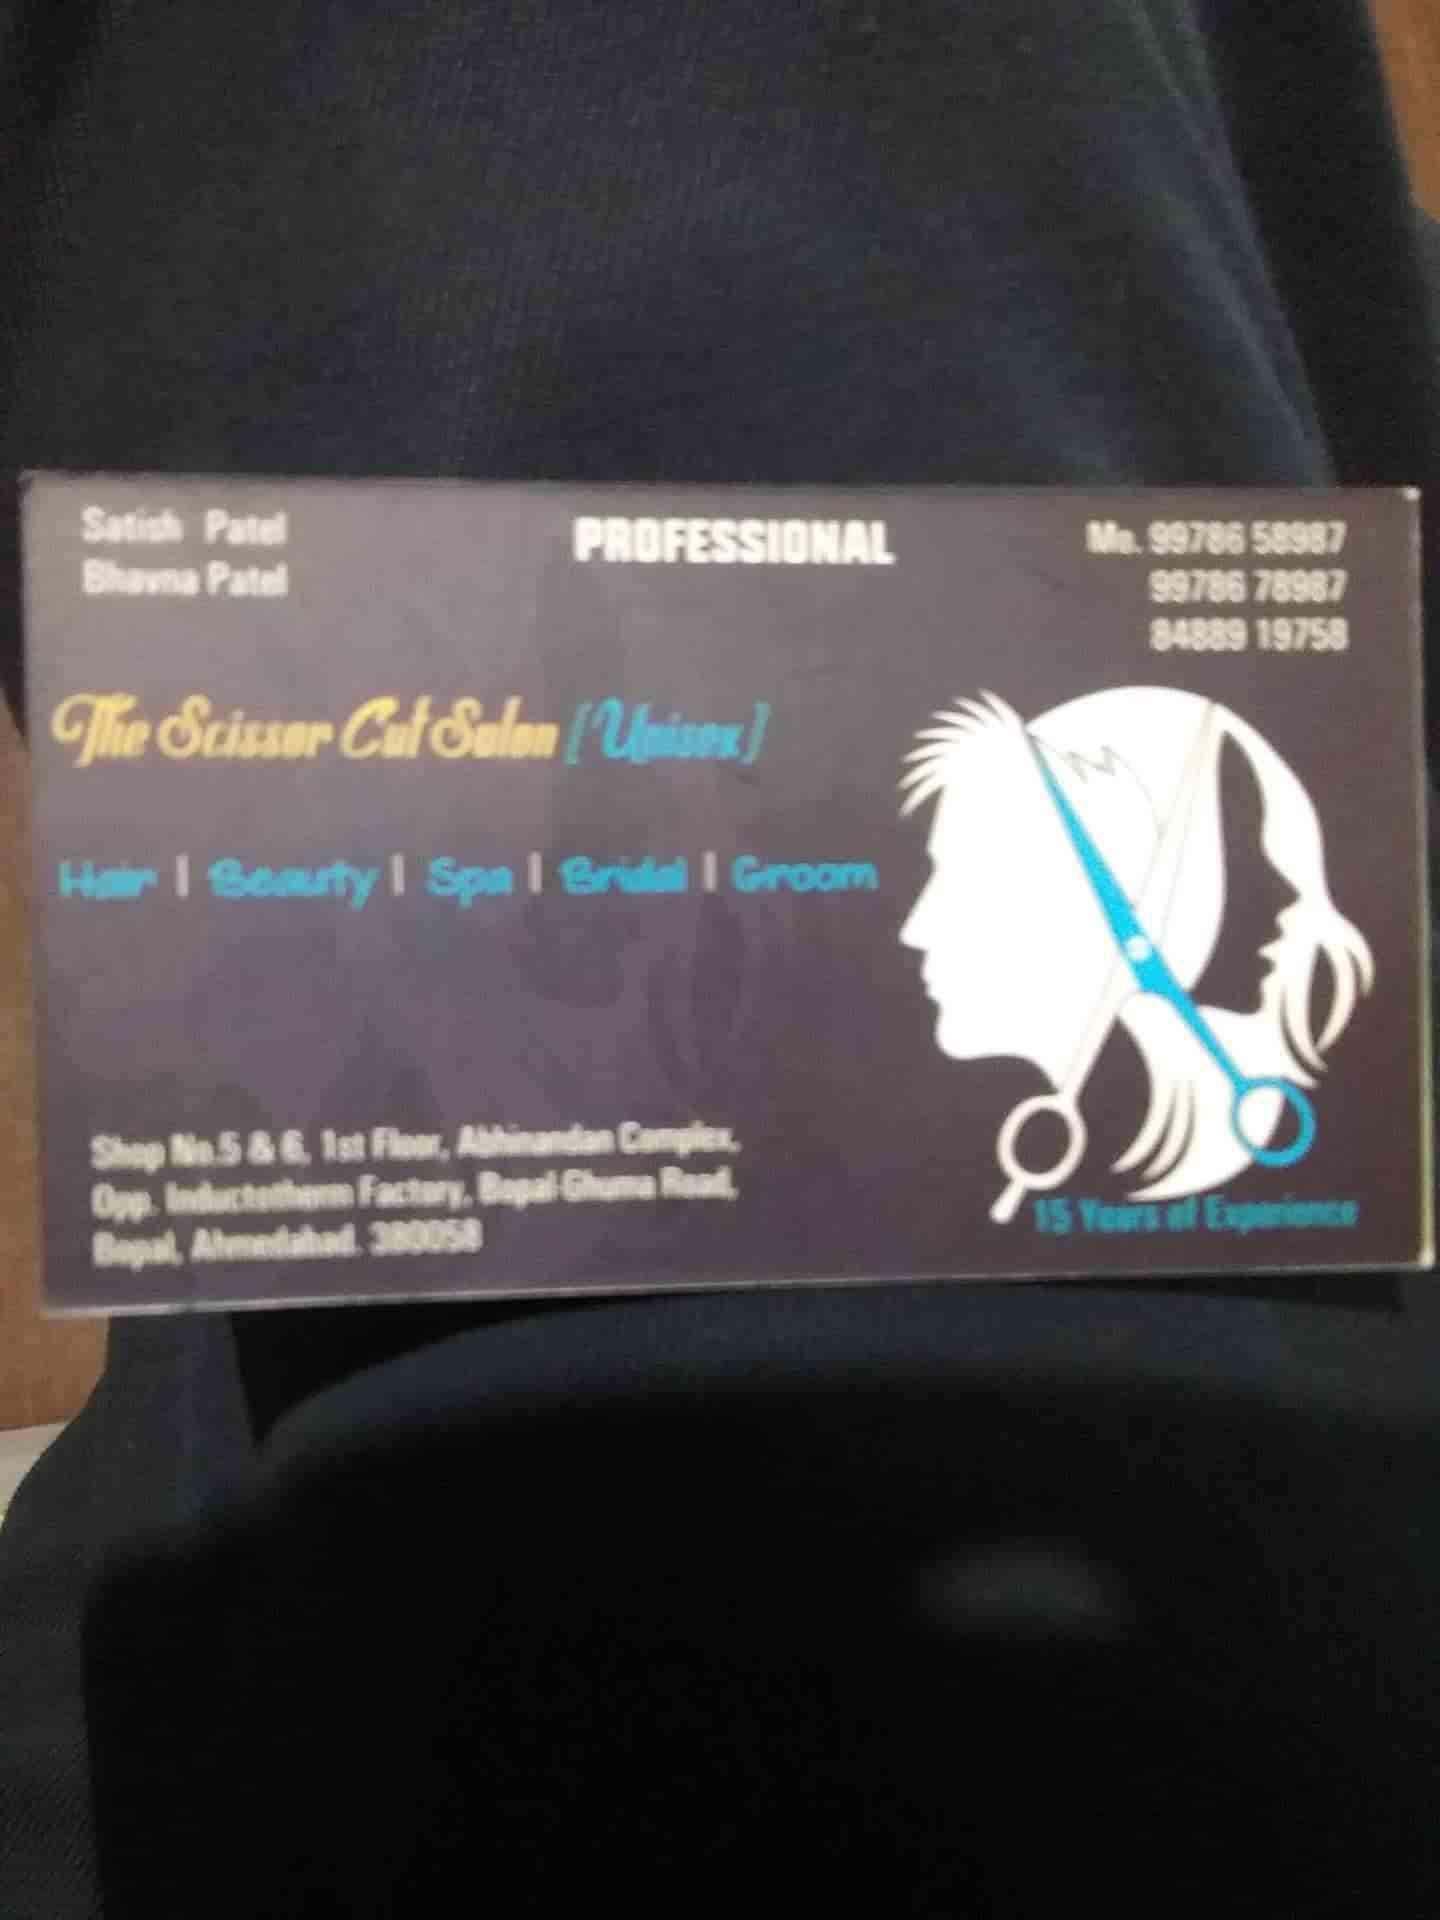 Satish Patel
Bhavna Patel
PROFESSIONAL
Mo. 99786 58987
99786 78987
84889 19758
The Scissor Cut Salon [Unisex]
Hair | Beauty | Spa | Bridal | Groom
Shop No.5 & 6, 1st Floor, Abhinandan Complex,
Opp. Inductotherm Factory, Bopal-Ghuma Road,
Bopal, Ahmedabad. 380058
15 Years of Experience